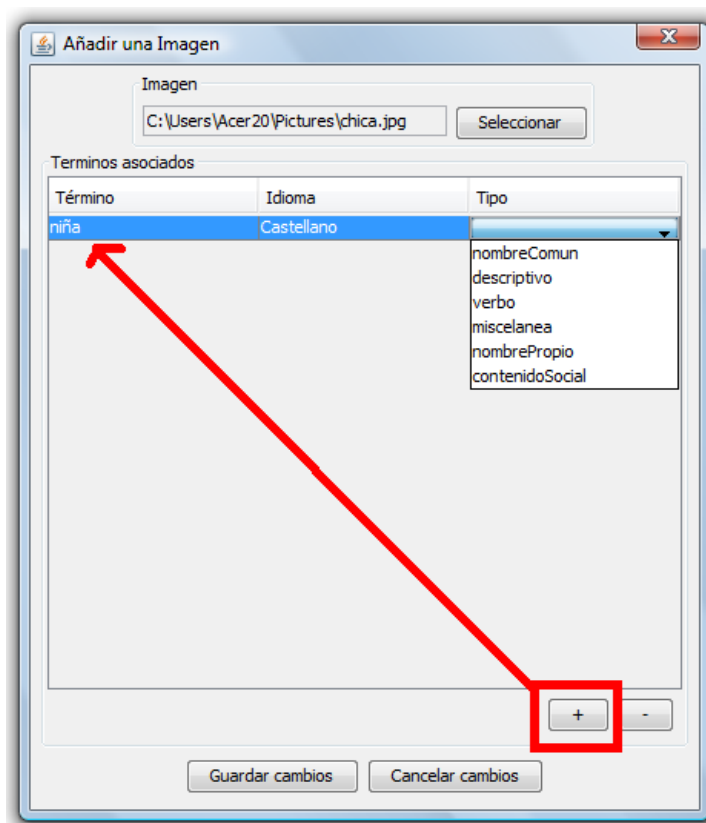 Añadir una Imagen
Imagen
C:\Users\Acer20\Pictures\chica.jpg Seleccionar
Terminos asociados
Término Idioma Tipo
niña Castellano
nombreComun
descriptivo
verbo
miscelanea
nombrePropio
contenidoSocial
+ -
Guardar cambios Cancelar cambios